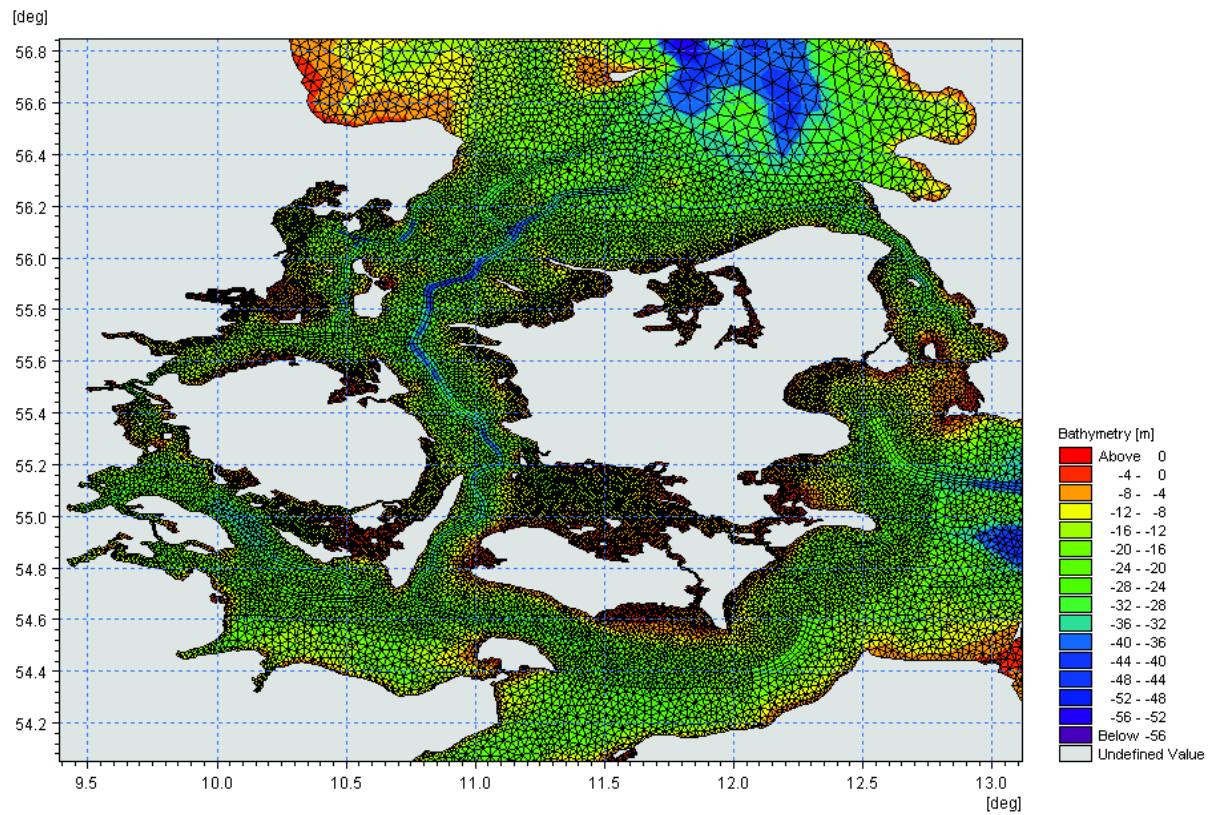 [deg]
56.8
56.6
56.4
56.2
56.0
55.8
55.6
55.4
55.2
55.0
54.8
54.6
54.4
54.2
9.5 10.0 10.5 11.0 11.5 12.0 12.5 13.0
[deg]
Bathymetry [m]
Above 0
-4 - 0
-8 - -4
-12 - -8
-16 - -12
-20 - -16
-24 - -20
-28 - -24
-32 - -28
-36 - -32
-40 - -36
-44 - -40
-48 - -44
-52 - -48
-56 - -52
Below -56
Undefined Value